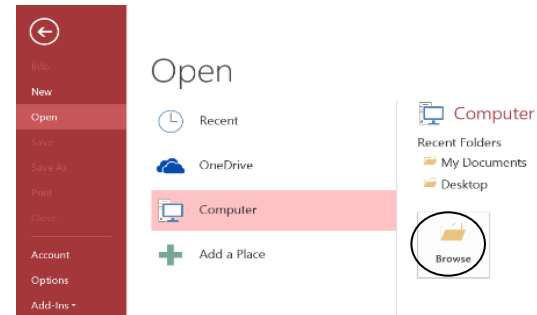 Info
New
Open
Save
Save As
Print
Close
Account
Options
Add-Ins
Open
Recent
OneDrive
Computer
Add a Place
Computer
Recent Folders
My Documents
Desktop
Browse